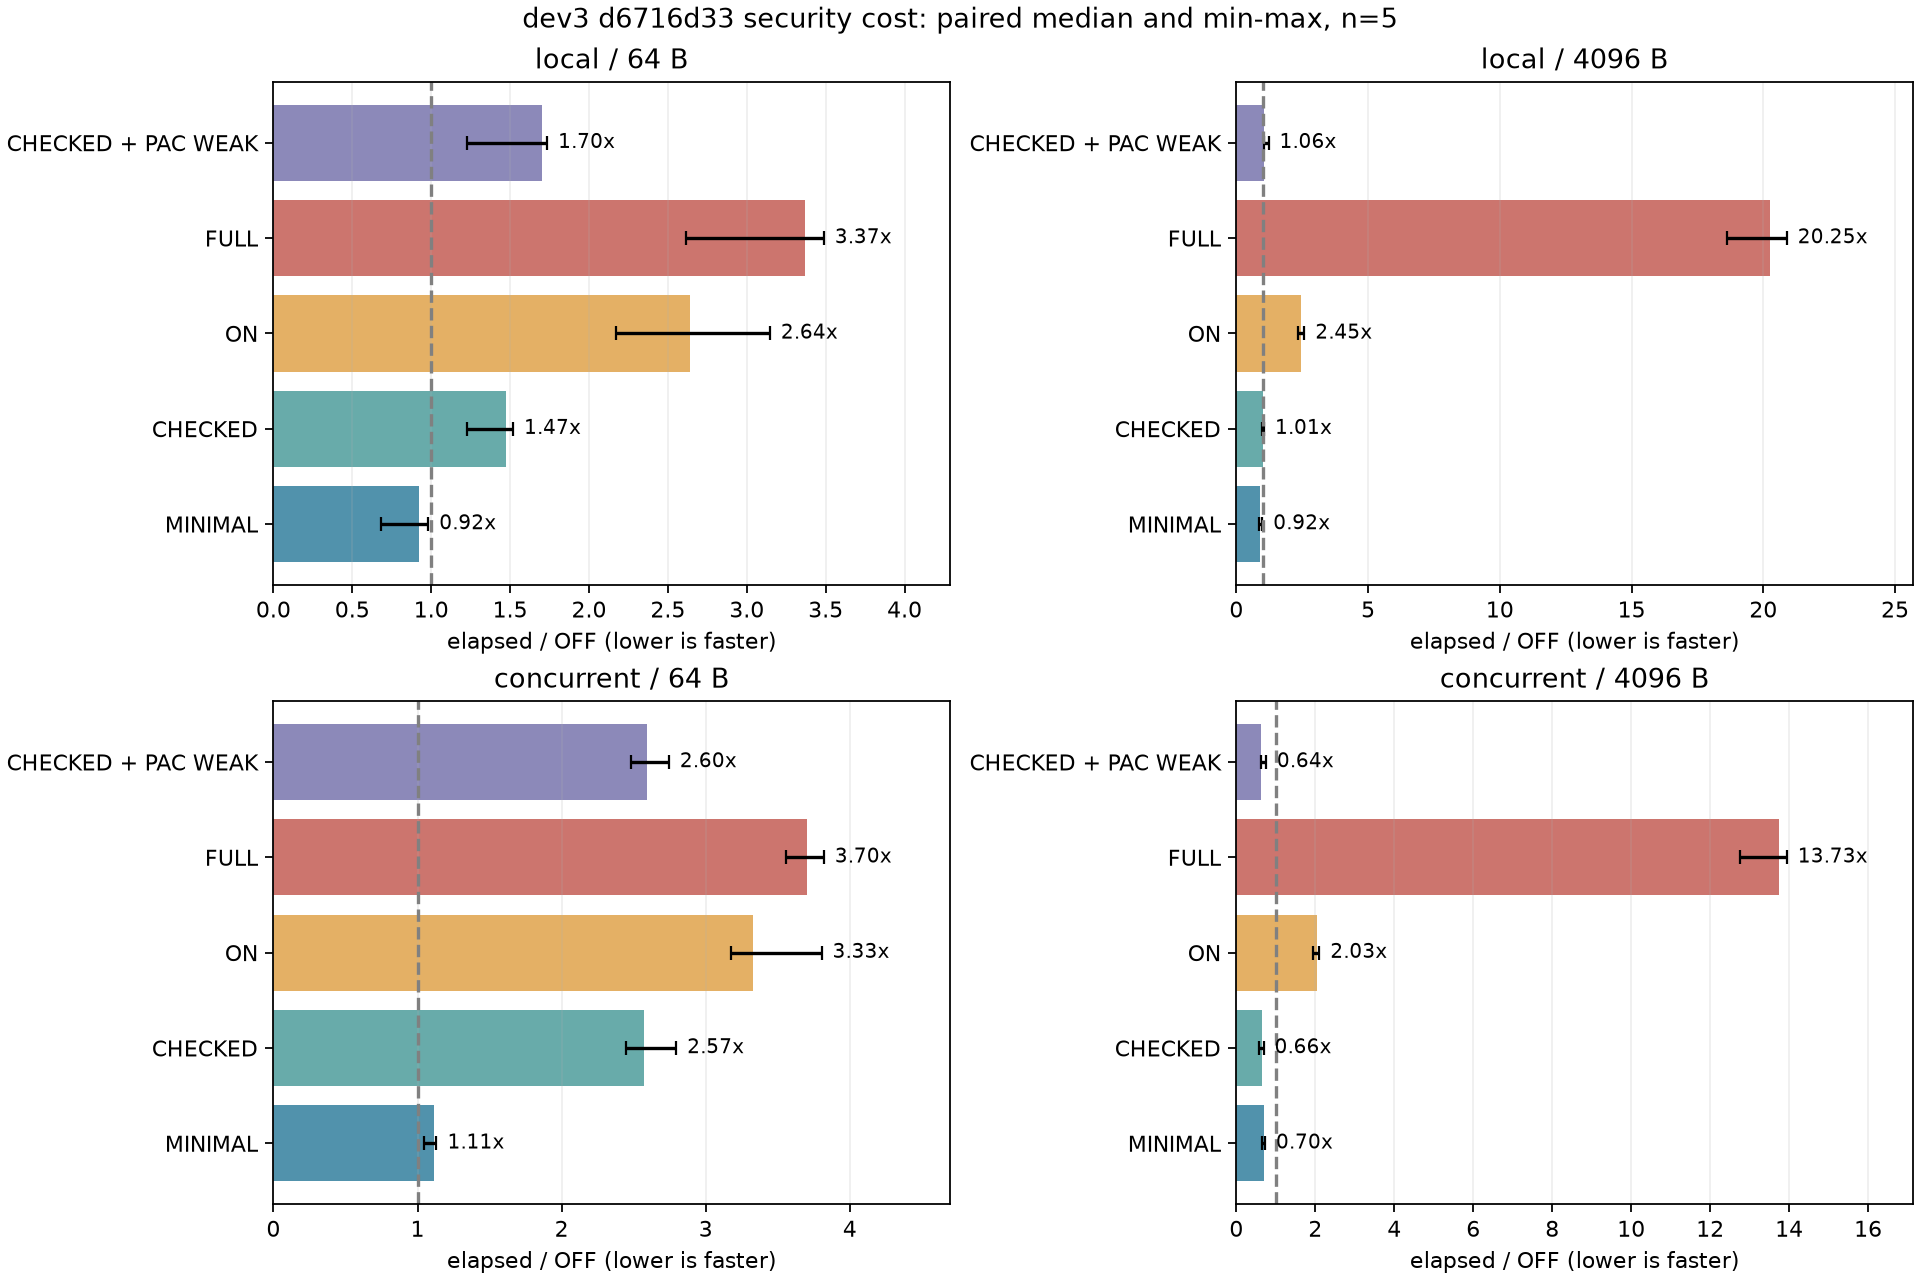 dev3 d6716d33 security cost: paired median and min-max, n=5
local / 64 B
CHECKED + PAC WEAK
1.70x
FULL
3.37x
ON
2.64x
CHECKED
1.47x
MINIMAL
0.92x
0.0 0.5 1.0 1.5 2.0 2.5 3.0 3.5 4.0
elapsed / OFF (lower is faster)
local / 4096 B
CHECKED + PAC WEAK
1.06x
FULL
20.25x
ON
2.45x
CHECKED
1.01x
MINIMAL
0.92x
0 5 10 15 20 25
elapsed / OFF (lower is faster)
concurrent / 64 B
CHECKED + PAC WEAK
2.60x
FULL
3.70x
ON
3.33x
CHECKED
2.57x
MINIMAL
1.11x
0 1 2 3 4
elapsed / OFF (lower is faster)
concurrent / 4096 B
CHECKED + PAC WEAK
0.64x
FULL
13.73x
ON
2.03x
CHECKED
0.66x
MINIMAL
0.70x
0 2 4 6 8 10 12 14 16
elapsed / OFF (lower is faster)